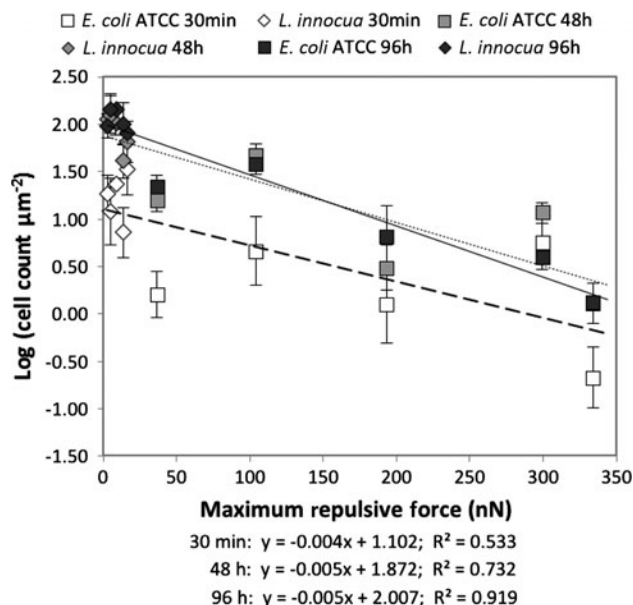 E. coli ATCC 30min L. innocua 30min E. coli ATCC 48h
L. innocua 48h E. coli ATCC 96h L. innocua 96h
2.50
2.00
1.50
1.00
0.50
0.00
-0.50
-1.00
-1.50
Log (cell count µm⁻²)
0 50 100 150 200 250 300 350
Maximum repulsive force (nN)
30 min: y = -0.004x + 1.102; R² = 0.533
48 h: y = -0.005x + 1.872; R² = 0.732
96 h: y = -0.005x + 2.007; R² = 0.919